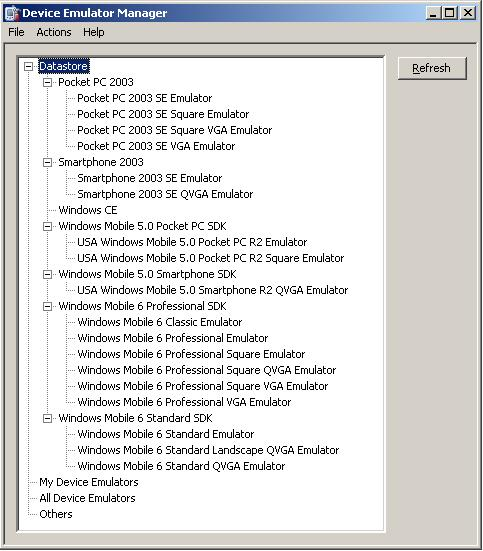 Device Emulator Manager
File Actions Help
Refresh
Datastore
Pocket PC 2003
Pocket PC 2003 SE Emulator
Pocket PC 2003 SE Square Emulator
Pocket PC 2003 SE Square VGA Emulator
Pocket PC 2003 SE VGA Emulator
Smartphone 2003
Smartphone 2003 SE Emulator
Smartphone 2003 SE QVGA Emulator
Windows CE
Windows Mobile 5.0 Pocket PC SDK
USA Windows Mobile 5.0 Pocket PC R2 Emulator
USA Windows Mobile 5.0 Pocket PC R2 Square Emulator
Windows Mobile 5.0 Smartphone SDK
USA Windows Mobile 5.0 Smartphone R2 QVGA Emulator
Windows Mobile 6 Professional SDK
Windows Mobile 6 Classic Emulator
Windows Mobile 6 Professional Emulator
Windows Mobile 6 Professional Square Emulator
Windows Mobile 6 Professional Square QVGA Emulator
Windows Mobile 6 Professional Square VGA Emulator
Windows Mobile 6 Professional VGA Emulator
Windows Mobile 6 Standard SDK
Windows Mobile 6 Standard Emulator
Windows Mobile 6 Standard Landscape QVGA Emulator
Windows Mobile 6 Standard QVGA Emulator
My Device Emulators
All Device Emulators
Others